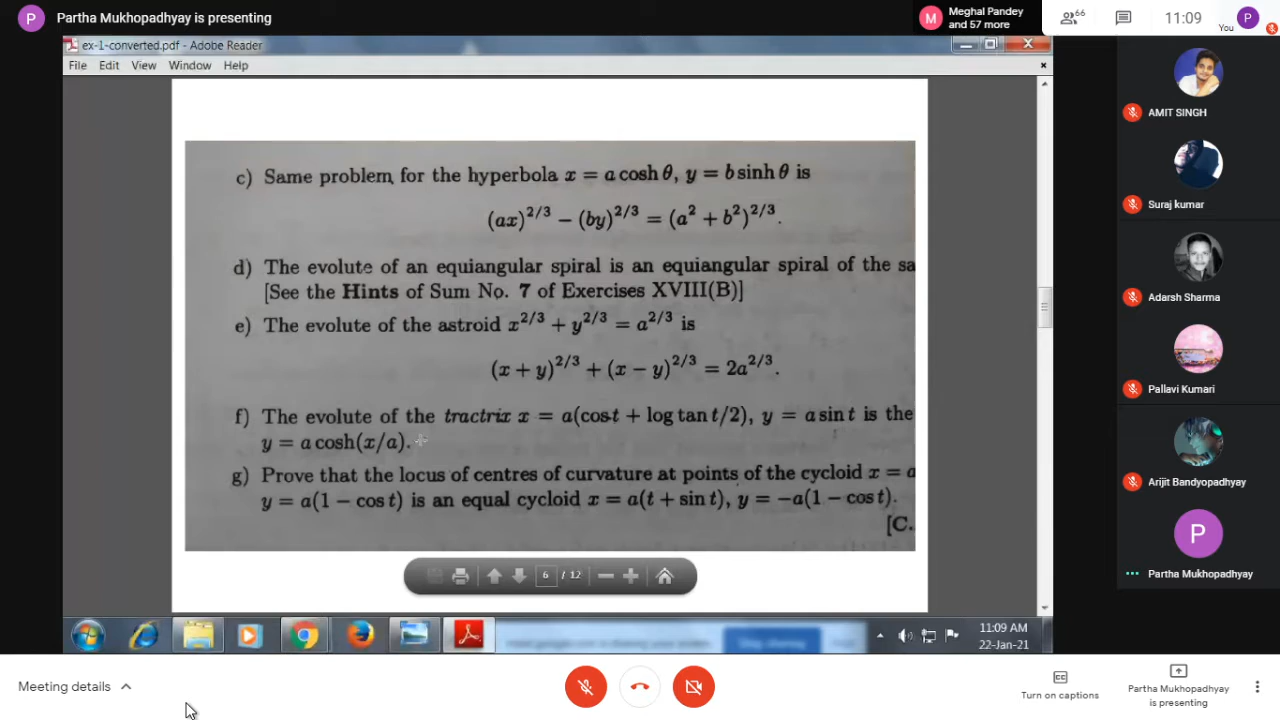 P Partha Mukhopadhyay is presenting
M Meghal Pandey and 57 more
66
11:09
You
P
ex-1-converted.pdf - Adobe Reader
File Edit View Window Help
c) Same problem for the hyperbola x = a cosh θ, y = b sinh θ is
(ax)^{2/3} − (by)^{2/3} = (a² + b²)^{2/3}.
d) The evolute of an equiangular spiral is an equiangular spiral of the sa
[See the Hints of Sum No. 7 of Exercises XVIII(B)]
e) The evolute of the astroid x^{2/3} + y^{2/3} = a^{2/3} is
(x + y)^{2/3} + (x − y)^{2/3} = 2a^{2/3}.
f) The evolute of the tractrix x = a(cos t + log tan t/2), y = a sin t is the
y = a cosh(x/a).
g) Prove that the locus of centres of curvature at points of the cycloid x = a
y = a(1 − cos t) is an equal cycloid x = a(t + sin t), y = −a(1 − cos t).
[C.
6 / 12
11:09 AM
22-Jan-21
AMIT SINGH
Suraj kumar
Adarsh Sharma
Pallavi Kumari
Arijit Bandyopadhyay
P
Partha Mukhopadhyay
Meeting details
CC
Turn on captions
Partha Mukhopadhyay
is presenting